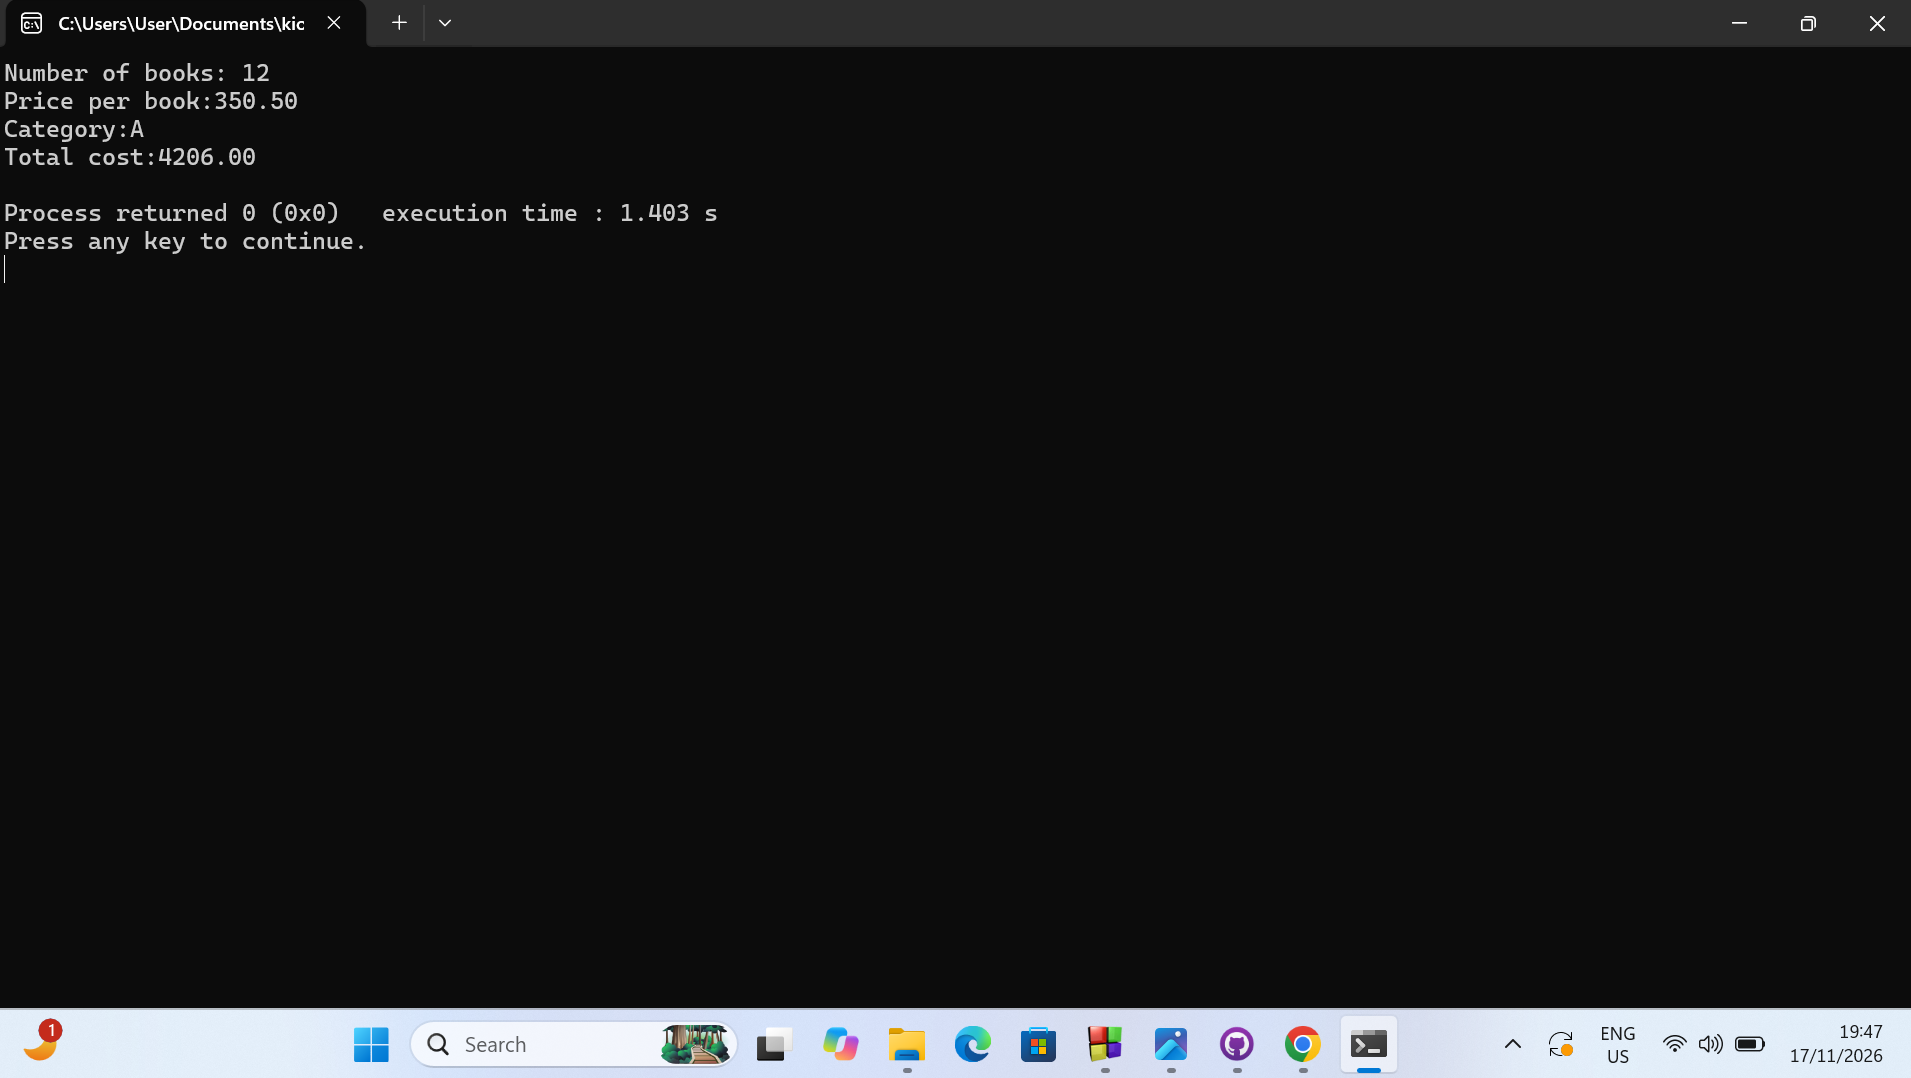 C:\Users\User\Documents\kic
Number of books: 12
Price per book:350.50
Category:A
Total cost:4206.00
Process returned 0 (0x0)   execution time : 1.403 s
Press any key to continue.
1
Search
ENG
US
19:47
17/11/2026